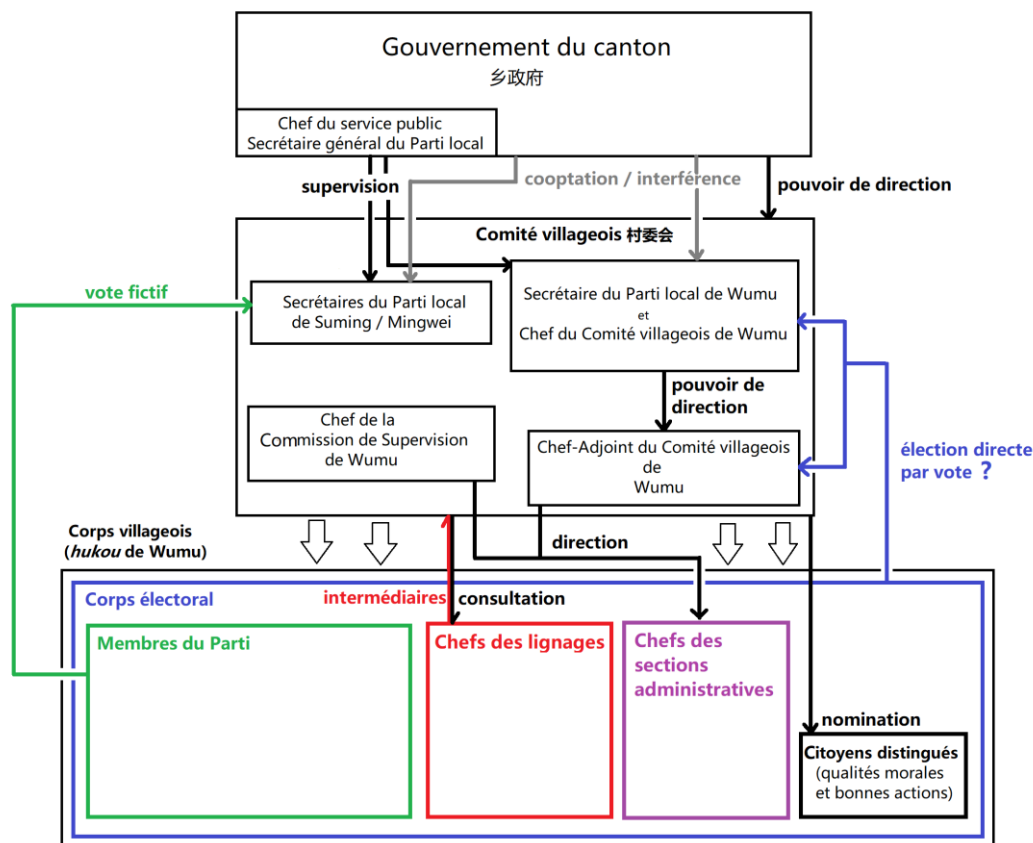 Gouvernement du canton
乡政府
Chef du service public
Secrétaire général du Parti local
supervision
cooptation / interférence
pouvoir de direction
Comité villageois 村委会
vote fictif
Secrétaires du Parti local
de Suming / Mingwei
Secrétaire du Parti local de Wumu
et
Chef du Comité villageois de Wumu
pouvoir de
direction
Chef de la
Commission de Supervision
de Wumu
Chef-Adjoint du Comité villageois
de
Wumu
élection directe
par vote ?
Corps villageois
(hukou de Wumu)
direction
Corps électoral
intermédiaires
consultation
Membres du Parti
Chefs des lignages
Chefs des
sections
administratives
nomination
Citoyens distingués
(qualités morales
et bonnes actions)